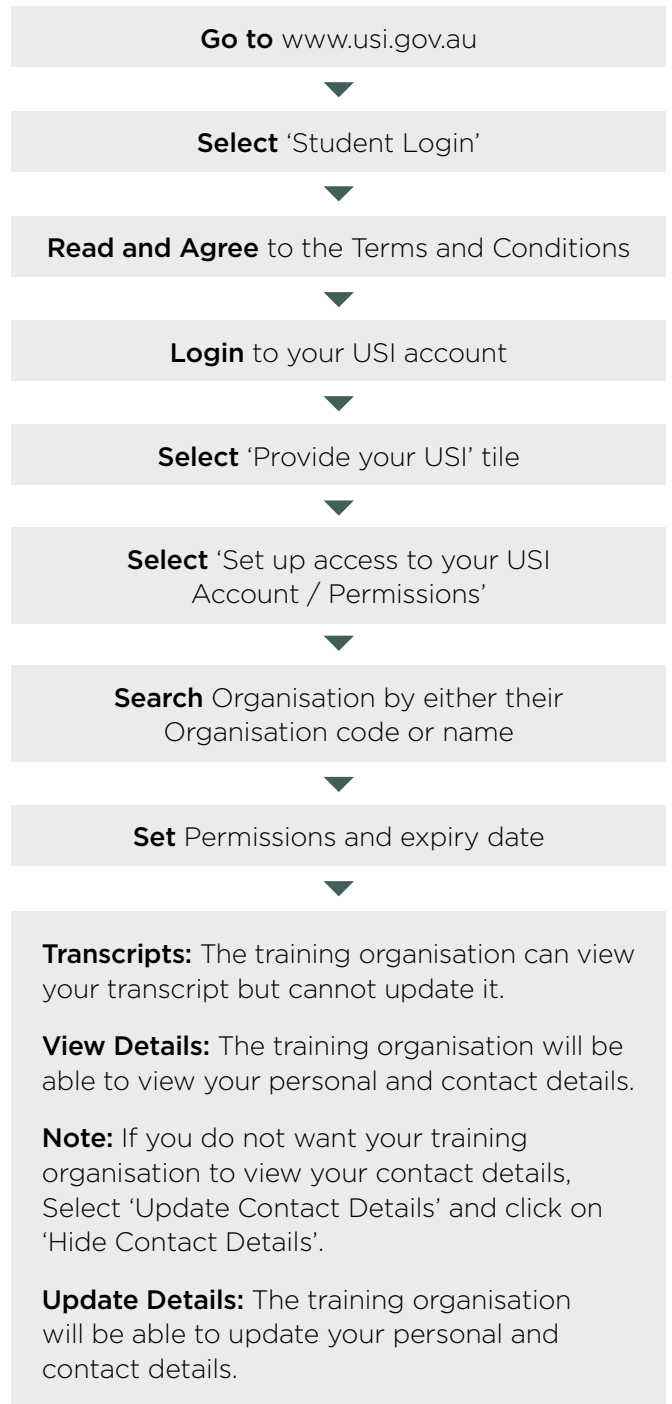 Go to www.usi.gov.au
Select ‘Student Login’
Read and Agree to the Terms and Conditions
Login to your USI account
Select ‘Provide your USI’ tile
Select ‘Set up access to your USI
Account / Permissions’
Search Organisation by either their
Organisation code or name
Set Permissions and expiry date
Transcripts: The training organisation can view
your transcript but cannot update it.
View Details: The training organisation will be
able to view your personal and contact details.
Note: If you do not want your training
organisation to view your contact details,
Select ‘Update Contact Details’ and click on
‘Hide Contact Details’.
Update Details: The training organisation
will be able to update your personal and
contact details.